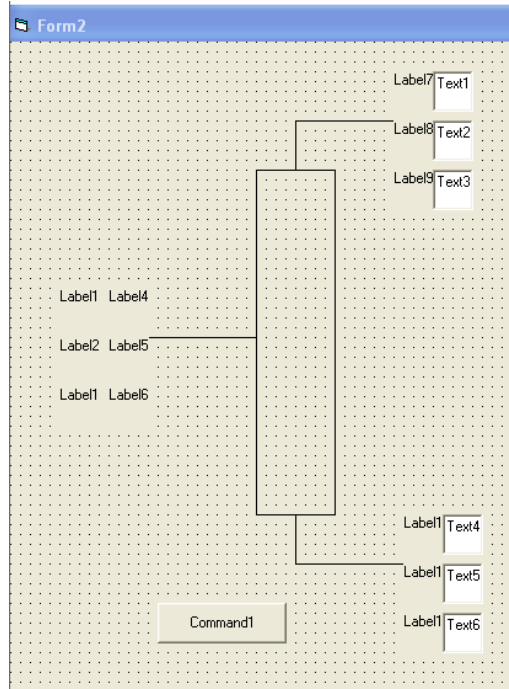 Form2
Label7 Text1
Label8 Text2
Label9 Text3
Label1 Label4
Label2 Label5
Label1 Label6
Label1 Text4
Label1 Text5
Command1
Label1 Text6